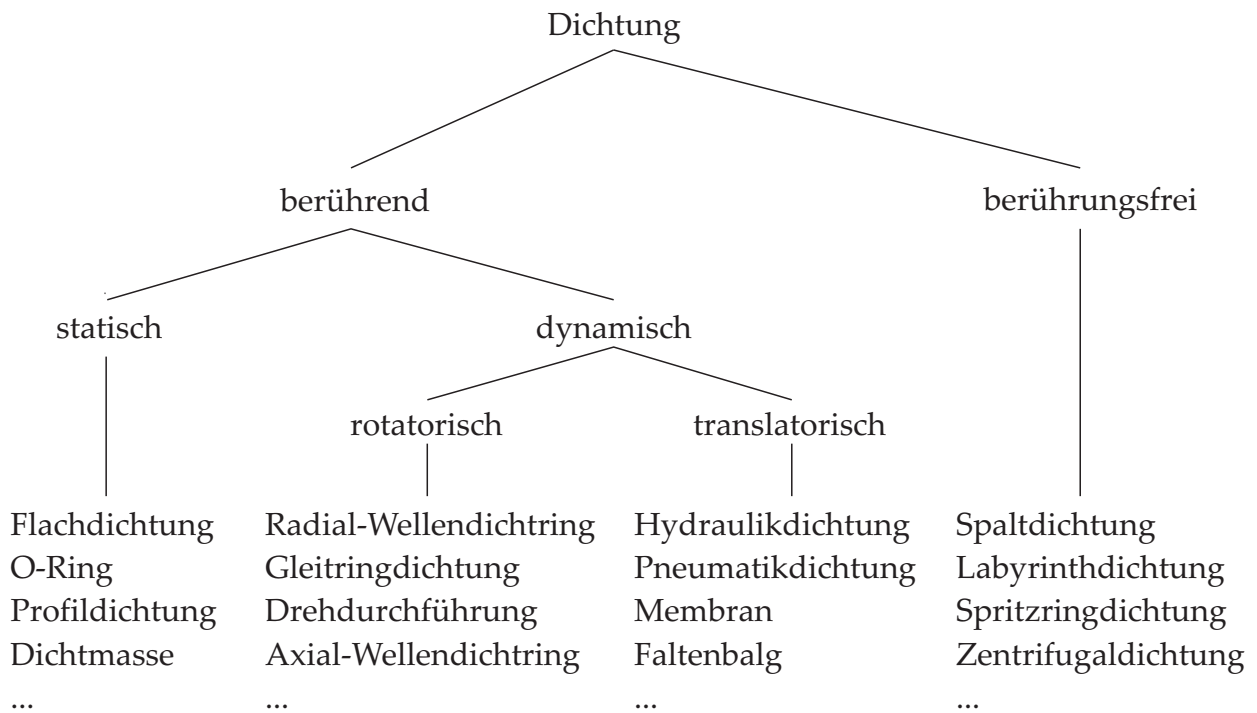 Dichtung
berührend
berührungsfrei
statisch
dynamisch
rotatorisch
translatorisch
Flachdichtung
O-Ring
Profildichtung
Dichtmasse
...
Radial-Wellendichtring
Gleitringdichtung
Drehdurchführung
Axial-Wellendichtring
...
Hydraulikdichtung
Pneumatikdichtung
Membran
Faltenbalg
...
Spaltdichtung
Labyrinthdichtung
Spritzringdichtung
Zentrifugaldichtung
...